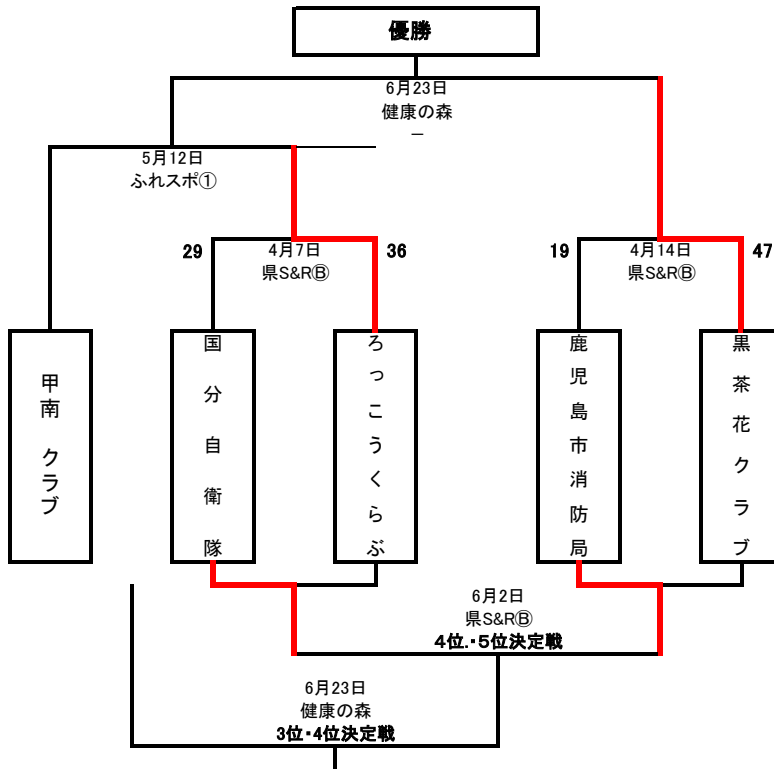 優勝
6月23日
健康の森
－
5月12日
ふれスポ①
29
4月7日
県S&RⒷ
36
19
4月14日
県S&RⒷ
47
甲南 クラブ
国分自衛隊
ろっこうくらぶ
鹿児島市消防局
黒茶花クラブ
6月2日
県S&RⒷ
4位.・5位決定戦
6月23日
健康の森
3位・4位決定戦